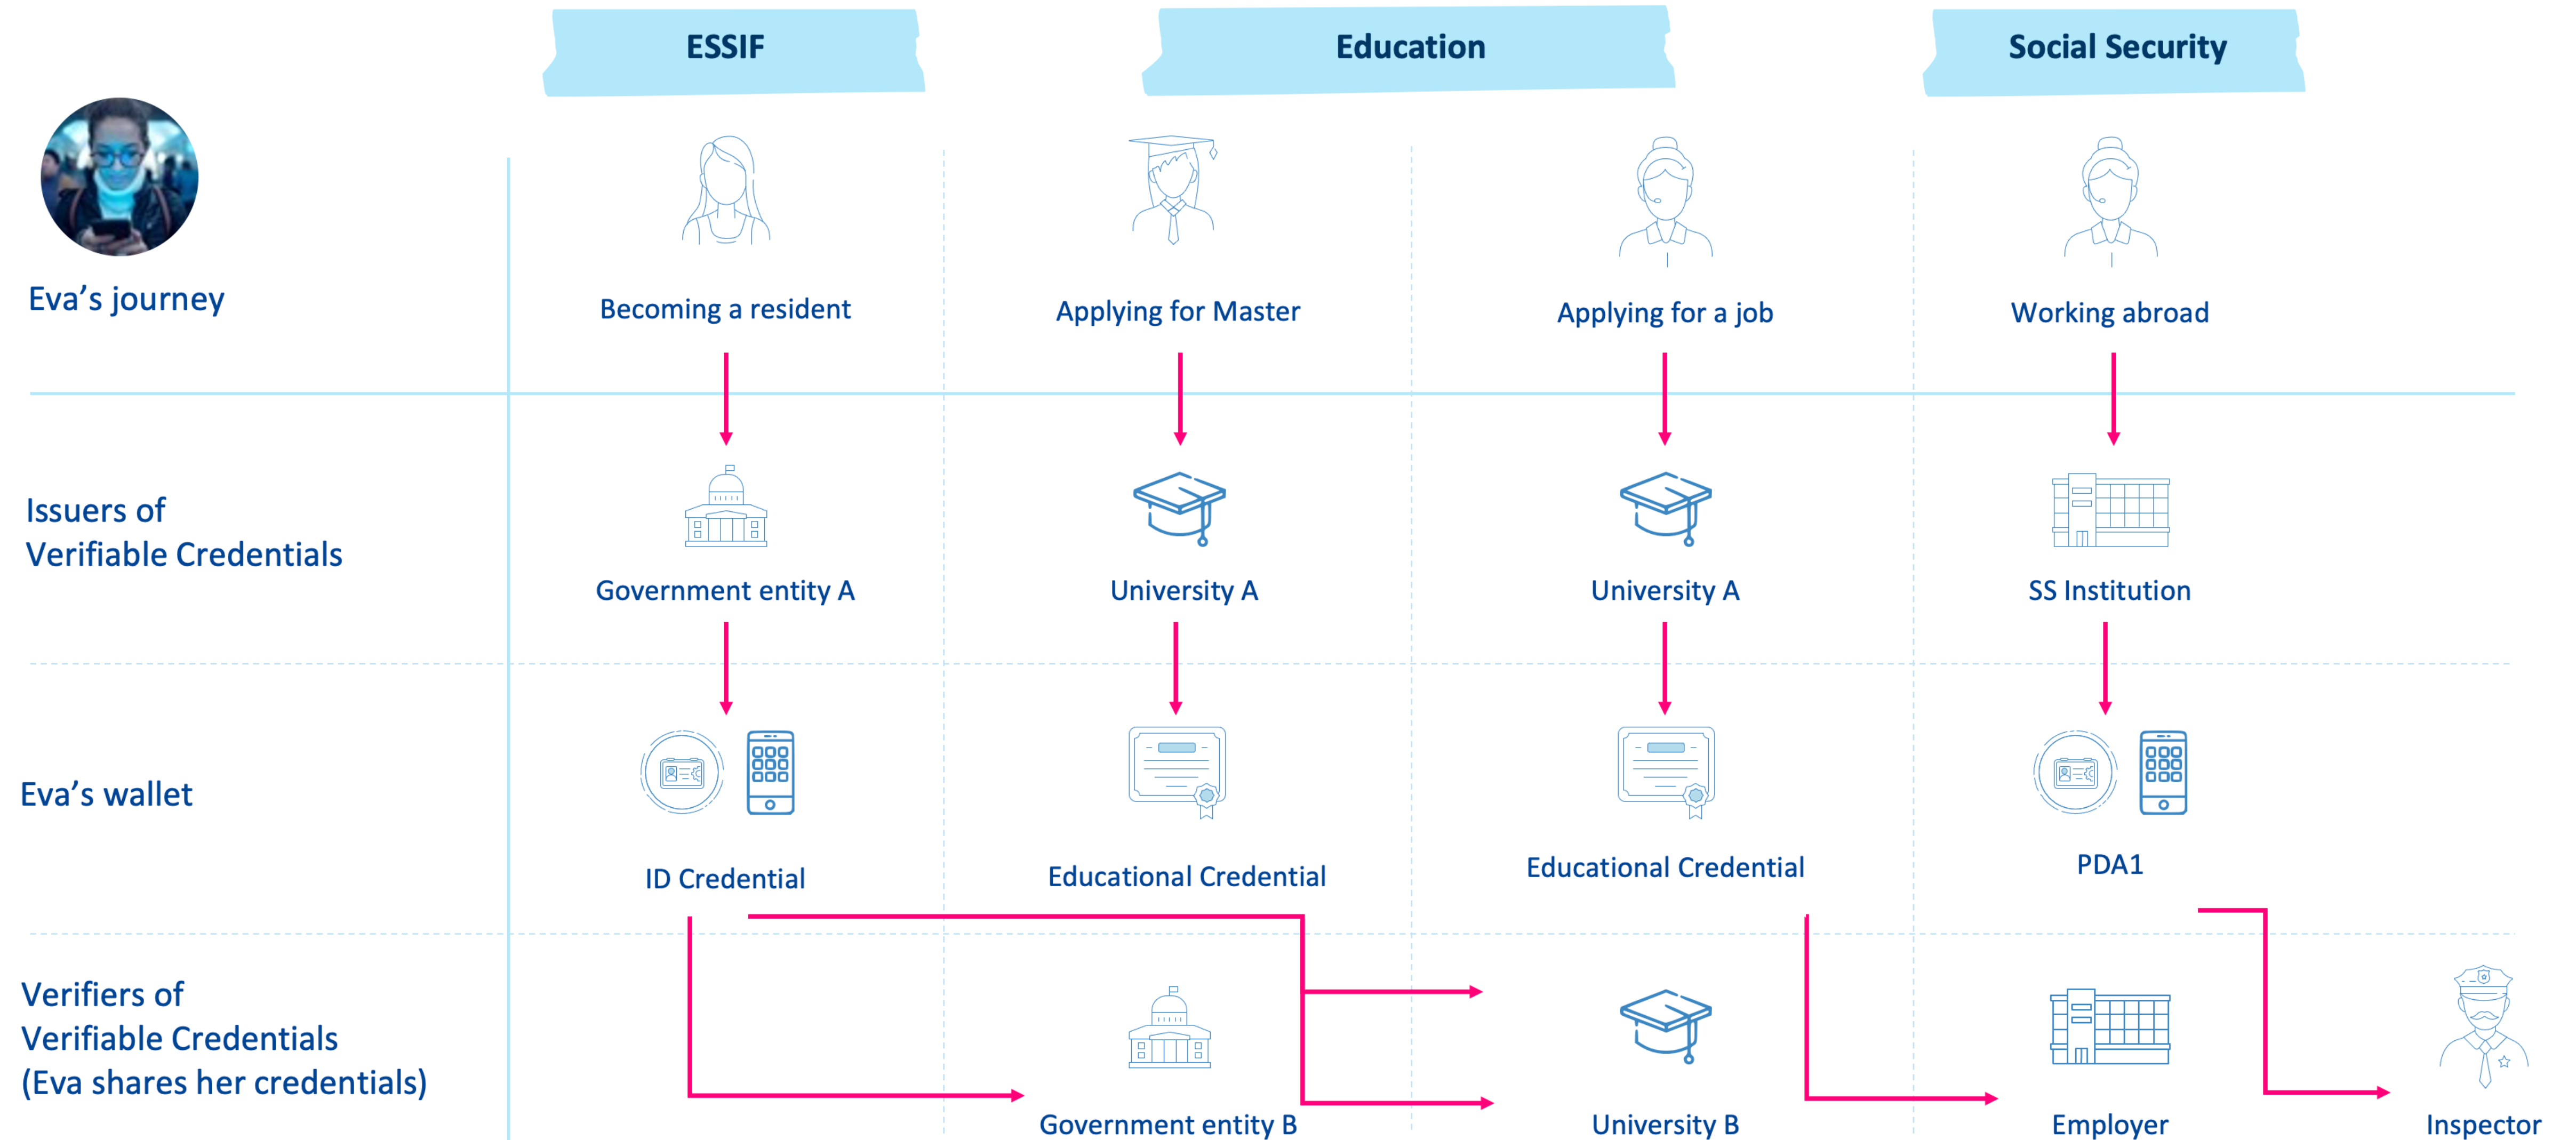 ESSIF
Education
Social Security
Eva's journey
Becoming a resident
Applying for Master
Applying for a job
Working abroad
Issuers of
Verifiable Credentials
Government entity A
University A
University A
SS Institution
Eva's wallet
ID Credential
Educational Credential
Educational Credential
PDA1
Verifiers of
Verifiable Credentials
(Eva shares her credentials)
Government entity B
University B
Employer
Inspector